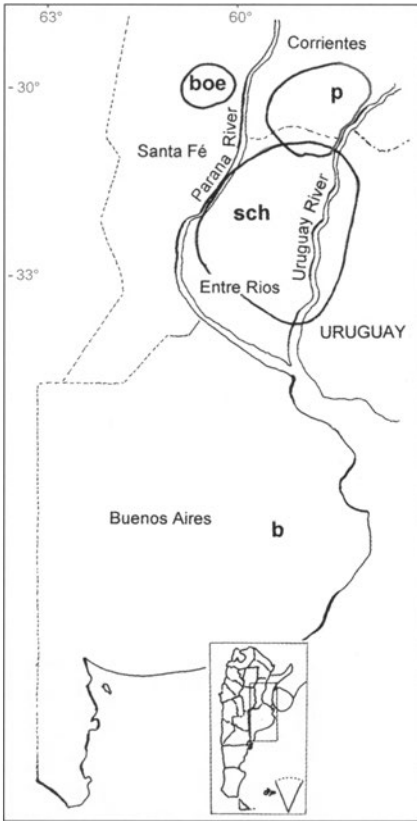 63°
60°
Corrientes
- 30°
boe
p
Santa Fé
Parana River
sch
Uruguay River
- 33°
Entre Rios
URUGUAY
Buenos Aires
b